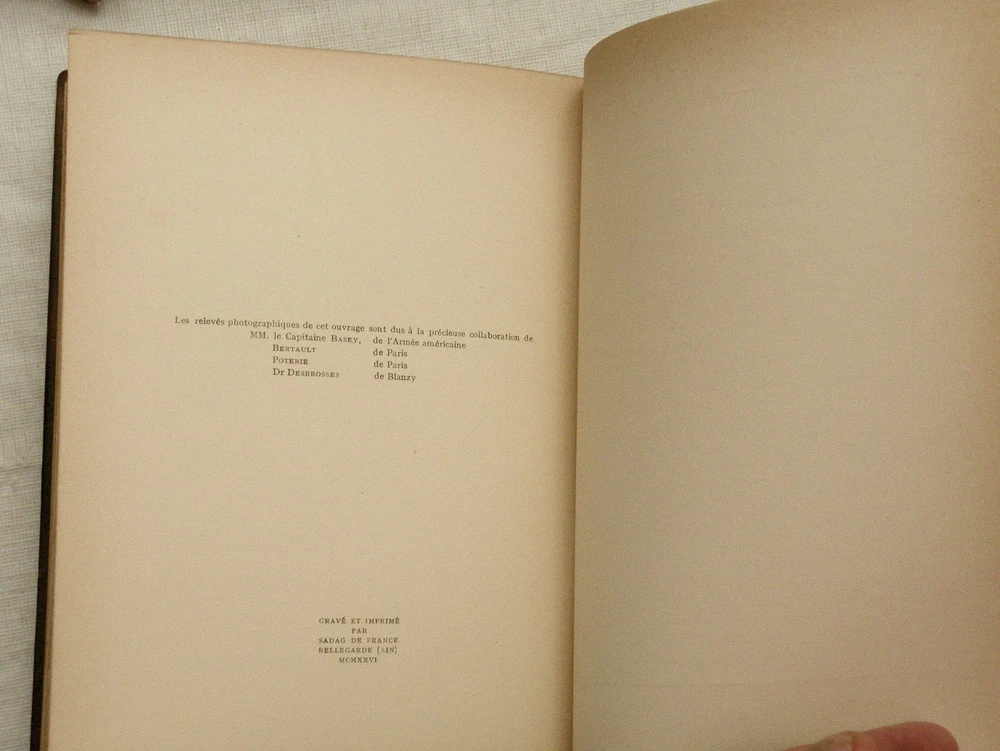 Les relevés photographiques de cet ouvrage sont dus à la précieuse collaboration de
MM. le Capitaine BASEY, de l'Armée américaine
BERTAULT de Paris
POTERIE de Paris
Dr DESBROSSES de Blanzy
GRAVÉ ET IMPRIMÉ
PAR
SADAG DE FRANCE
BELLEGARDE (AIN)
MCMXXVI